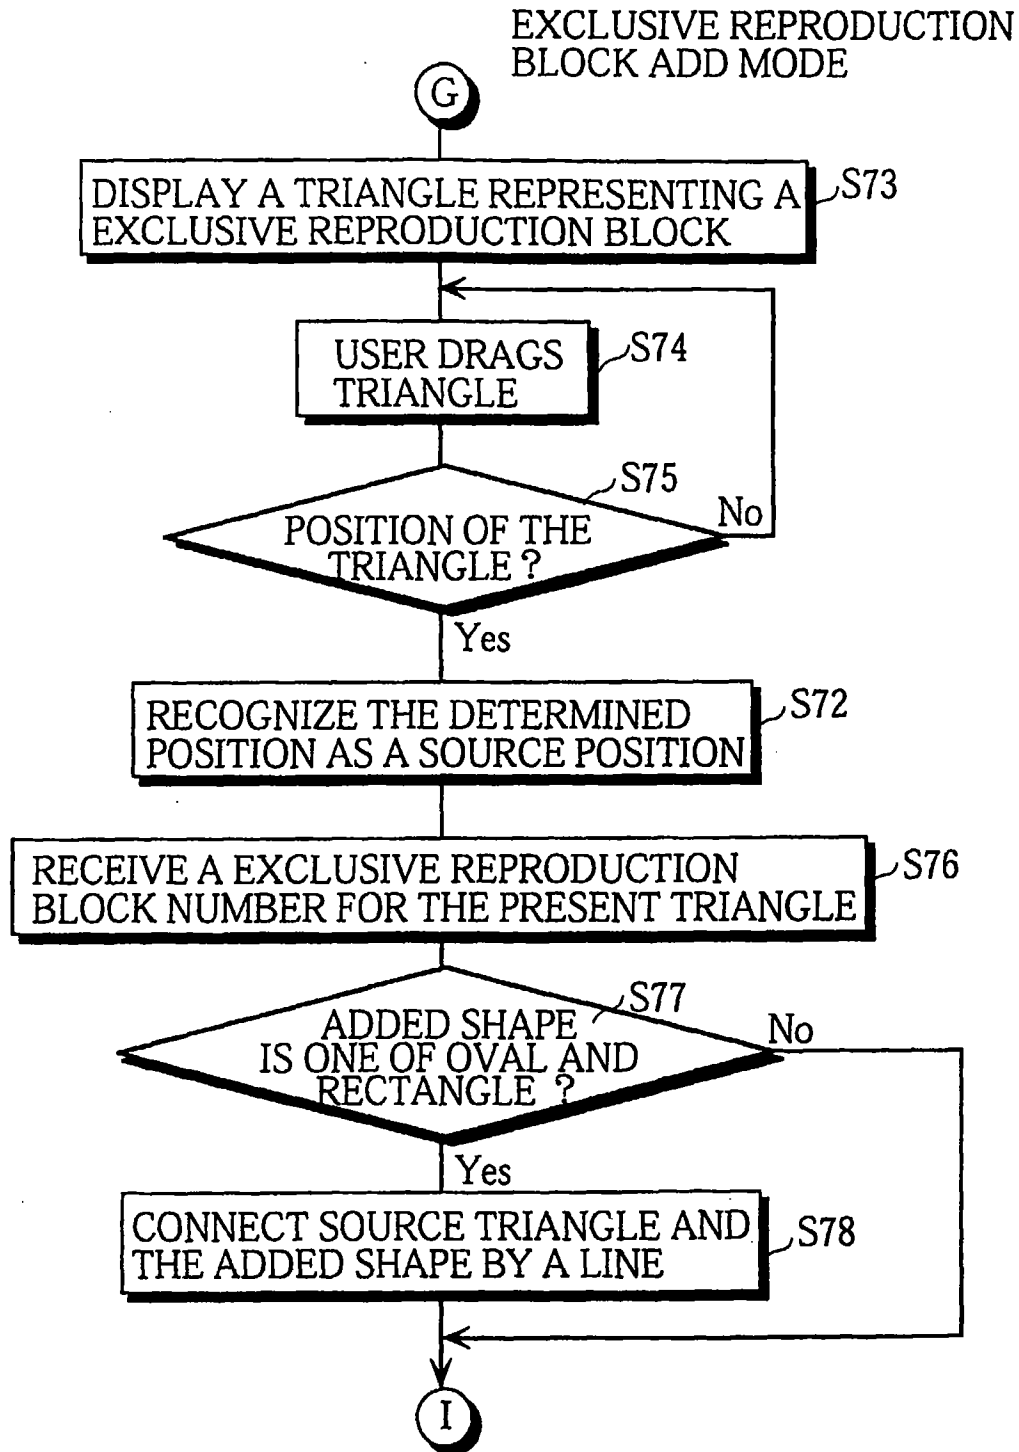 EXCLUSIVE REPRODUCTION
BLOCK ADD MODE
G
DISPLAY A TRIANGLE REPRESENTING A
EXCLUSIVE REPRODUCTION BLOCK
S73
USER DRAGS
TRIANGLE
S74
S75
POSITION OF THE
TRIANGLE ?
No
Yes
RECOGNIZE THE DETERMINED
POSITION AS A SOURCE POSITION
S72
RECEIVE A EXCLUSIVE REPRODUCTION
BLOCK NUMBER FOR THE PRESENT TRIANGLE
S76
S77
ADDED SHAPE
IS ONE OF OVAL AND
RECTANGLE ?
No
Yes
CONNECT SOURCE TRIANGLE AND
THE ADDED SHAPE BY A LINE
S78
I